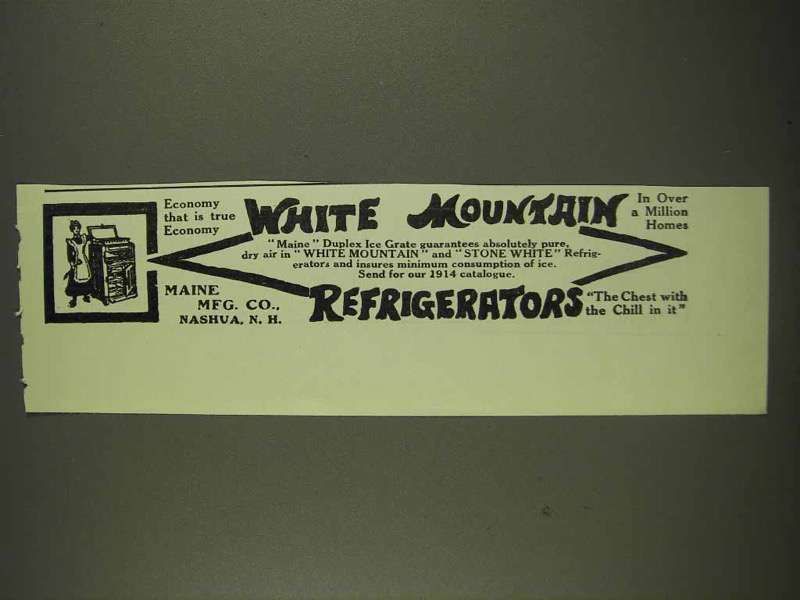 Economy
that is true
Economy
WHITE MOUNTAIN
In Over
a Million
Homes
"Maine" Duplex Ice Grate guarantees absolutely pure,
dry air in "WHITE MOUNTAIN" and "STONE WHITE" Refrig-
erators and insures minimum consumption of ice.
Send for our 1914 catalogue.
MAINE
MFG. CO.,
NASHUA, N. H.
REFRIGERATORS
"The Chest with
the Chill in it"